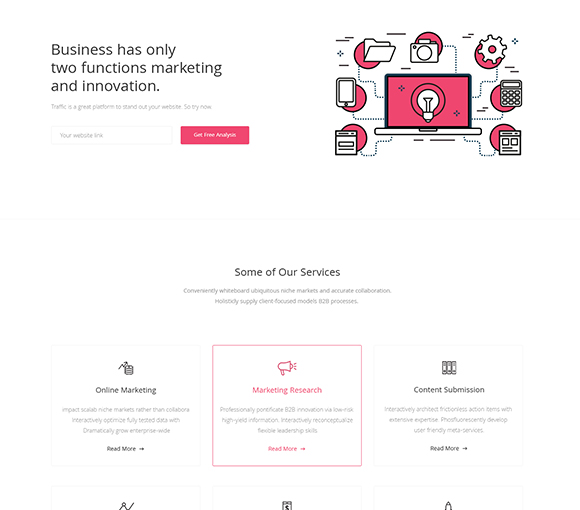 Business has only
two functions marketing
and innovation.
Traffic is a great platform to stand out your website. So try now.
Your website link
Get Free Analysis
Some of Our Services
Conveniently whiteboard ubiquitous niche markets and accurate collaboration.
Holisticly supply client-focused models B2B processes.
Online Marketing
Impact scalab niche markets rather than collabora
Interactively optimize fully tested data with
Dramatically grow enterprise-wide
Read More →
Marketing Research
Professionally pontificate B2B innovation via low-risk
high-yield information. Interactively reconceptualize
flexible leadership skills
Read More →
Content Submission
Interactively architect frictionless action items with
extensive expertise. Phosfluorescently develop
user friendly meta-services.
Read More →